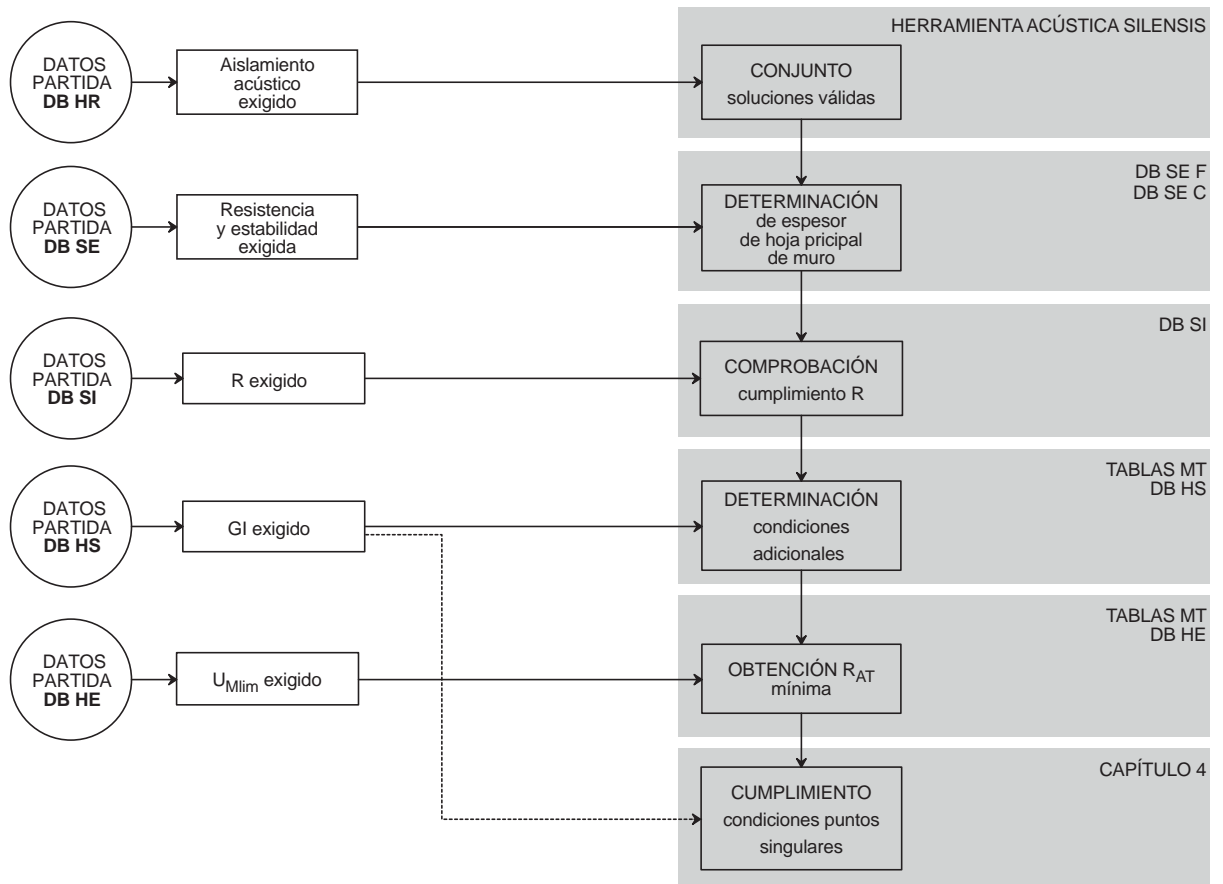 HERRAMIENTA ACÚSTICA SILENSIS
DATOS
PARTIDA
DB HR
Aislamiento
acústico
exigido
CONJUNTO
soluciones válidas
DB SE F
DB SE C
DATOS
PARTIDA
DB SE
Resistencia
y estabilidad
exigida
DETERMINACIÓN
de espesor
de hoja pricipal
de muro
DB SI
DATOS
PARTIDA
DB SI
R exigido
COMPROBACIÓN
cumplimiento R
TABLAS MT
DB HS
DATOS
PARTIDA
DB HS
GI exigido
DETERMINACIÓN
condiciones
adicionales
TABLAS MT
DB HE
DATOS
PARTIDA
DB HE
UMlim exigido
OBTENCIÓN RAT
mínima
CAPÍTULO 4
CUMPLIMIENTO
condiciones puntos
singulares